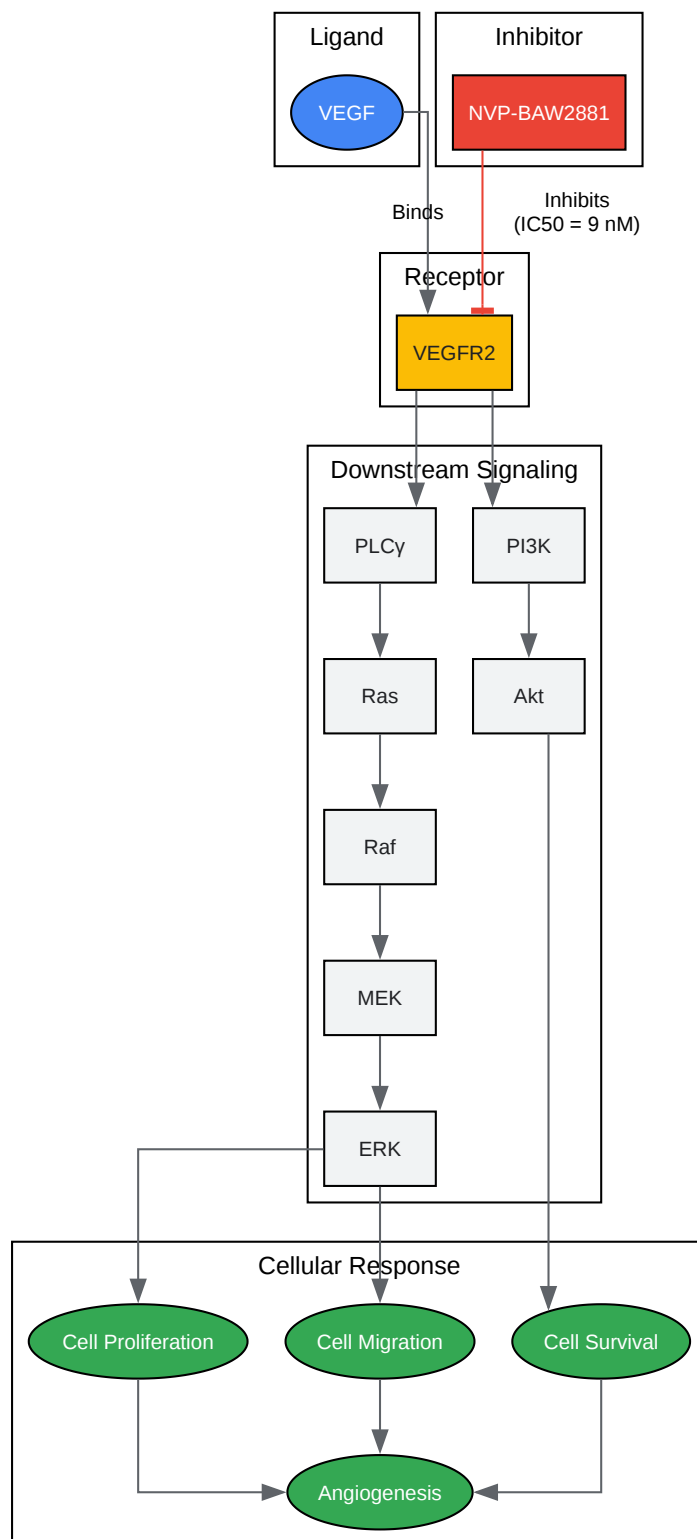 Ligand
Inhibitor
VEGF
NVP-BAW2881
Binds
Inhibits
(IC50 = 9 nM)
Receptor
VEGFR2
Downstream Signaling
PLCγ
PI3K
Ras
Akt
Raf
MEK
ERK
Cellular Response
Cell Proliferation
Cell Migration
Cell Survival
Angiogenesis